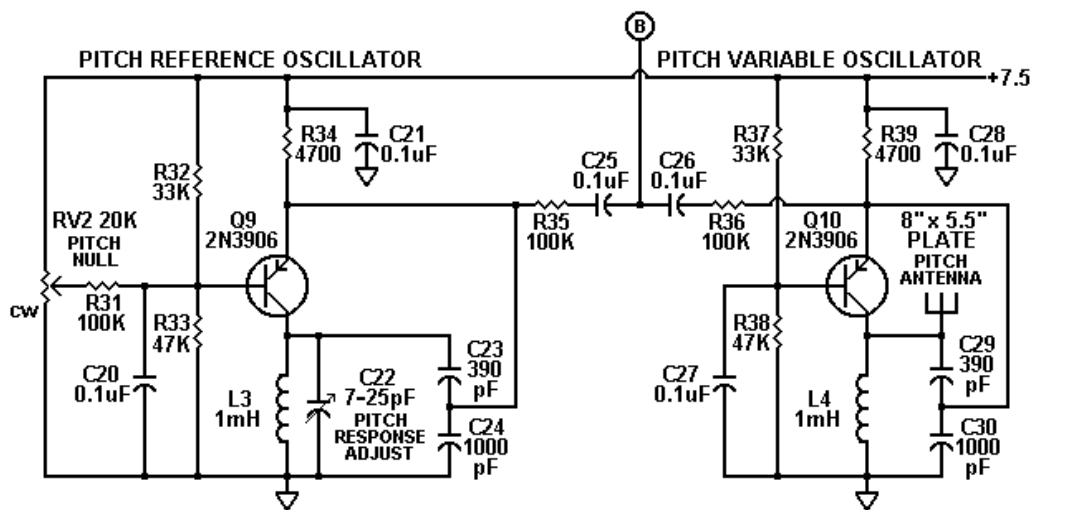 B
PITCH REFERENCE OSCILLATOR
PITCH VARIABLE OSCILLATOR
+7.5
R34
4700
C21
0.1uF
R37
33K
R39
4700
C28
0.1uF
R32
33K
C25
0.1uF
C26
0.1uF
RV2 20K
PITCH
NULL
Q9
2N3906
R35
100K
R36
100K
Q10
2N3906
8"x 5.5"
PLATE
PITCH
ANTENNA
CW
R31
100K
R33
47K
R38
47K
C20
0.1uF
L3
1mH
C22
7-25pF
PITCH
RESPONSE
ADJUST
C23
390
pF
C24
1000
pF
C27
0.1uF
L4
1mH
C29
390
pF
C30
1000
pF